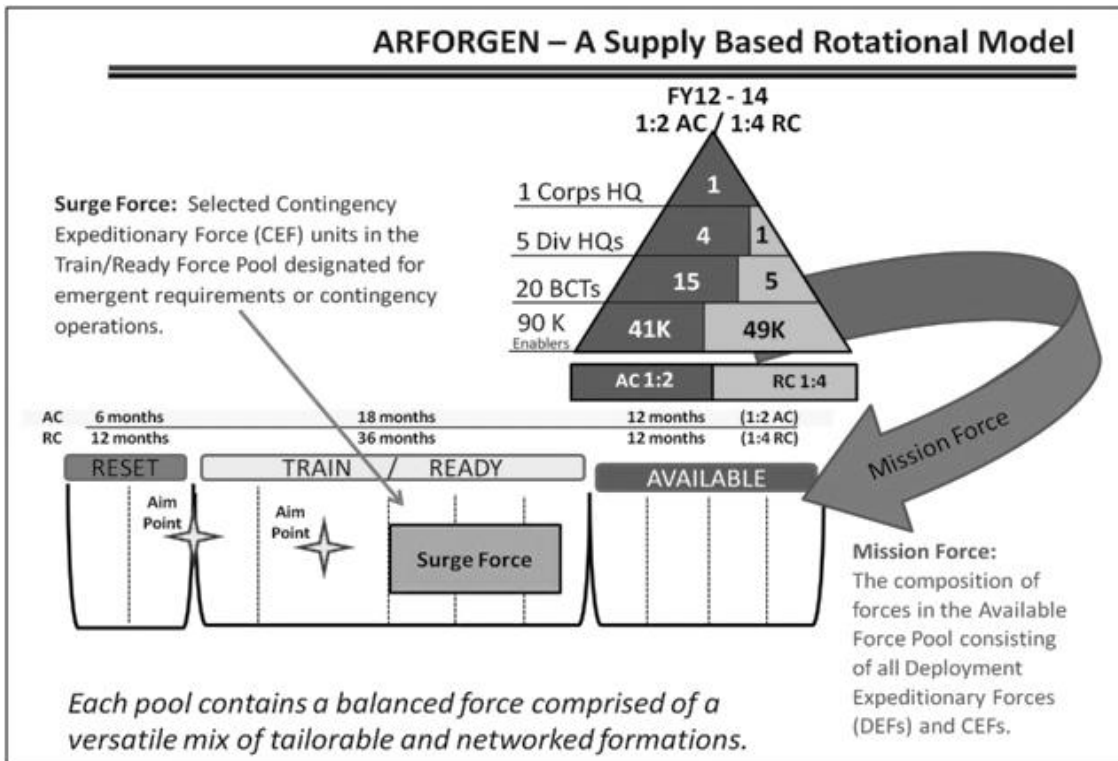 ARFORGEN – A Supply Based Rotational Model
FY12 - 14
1:2 AC / 1:4 RC
Surge Force: Selected Contingency
Expeditionary Force (CEF) units in the
Train/Ready Force Pool designated for
emergent requirements or contingency
operations.
1 Corps HQ 1
5 Div HQs 4 1
20 BCTs 15 5
90 K 41K 49K
Enablers
AC 1:2 RC 1:4
AC 6 months 18 months 12 months (1:2 AC)
RC 12 months 36 months 12 months (1:4 RC)
Mission Force
RESET TRAIN / READY AVAILABLE
Aim
Point
Aim
Point
Surge Force
Mission Force:
The composition of
forces in the Available
Force Pool consisting
of all Deployment
Expeditionary Forces
(DEFs) and CEFs.
Each pool contains a balanced force comprised of a
versatile mix of tailorable and networked formations.